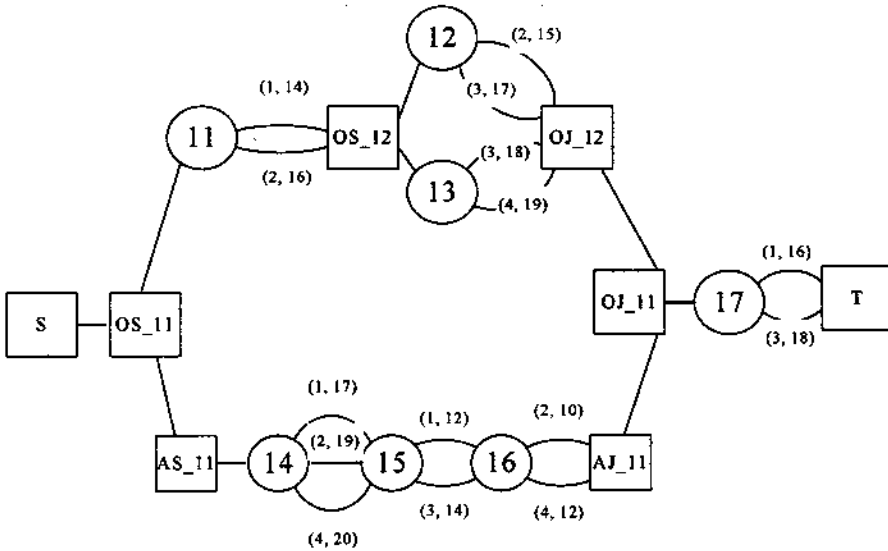 12
(2, 15)
(1, 14)
(3, 17)
11
OS_12
OJ_12
(3, 18)
(2, 16)
13
(4, 19)
(1, 16)
S
OS_11
OJ_11
17
T
(3, 18)
(1, 17)
(1, 12)
(2, 10)
(2, 19)
AS_11
14
15
16
AJ_11
(4, 20)
(3, 14)
(4, 12)